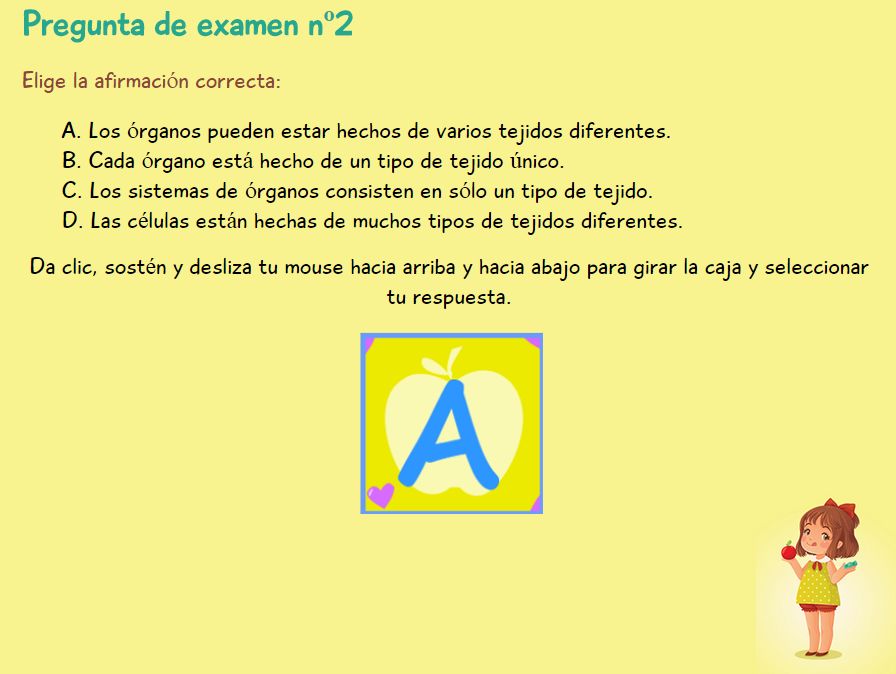 Pregunta de examen nº2
Elige la afirmación correcta:
A. Los órganos pueden estar hechos de varios tejidos diferentes.
B. Cada órgano está hecho de un tipo de tejido único.
C. Los sistemas de órganos consisten en sólo un tipo de tejido.
D. Las células están hechas de muchos tipos de tejidos diferentes.
Da clic, sostén y desliza tu mouse hacia arriba y hacia abajo para girar la caja y seleccionar
tu respuesta.
A